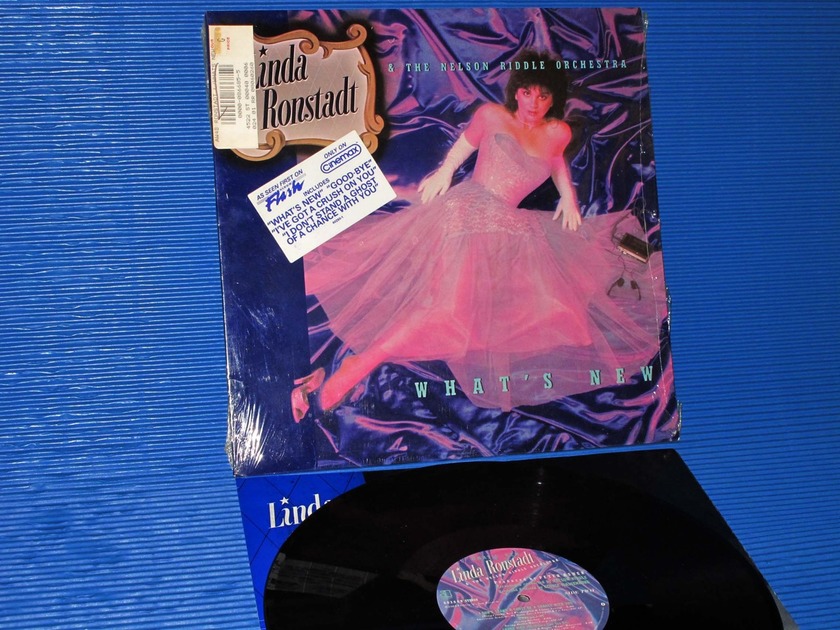 Linda
Ronstadt
& THE NELSON RIDDLE ORCHESTRA
AS SEEN FIRST ON
Flash
ONLY ON
Cinemax
INCLUDES
"WHAT'S NEW" "GOOD-BYE"
"I'VE GOT A CRUSH ON YOU"
"I DON'T STAND A GHOST
OF A CHANCE WITH YOU"
WHAT'S NEW
Linda
Linda Ronstadt